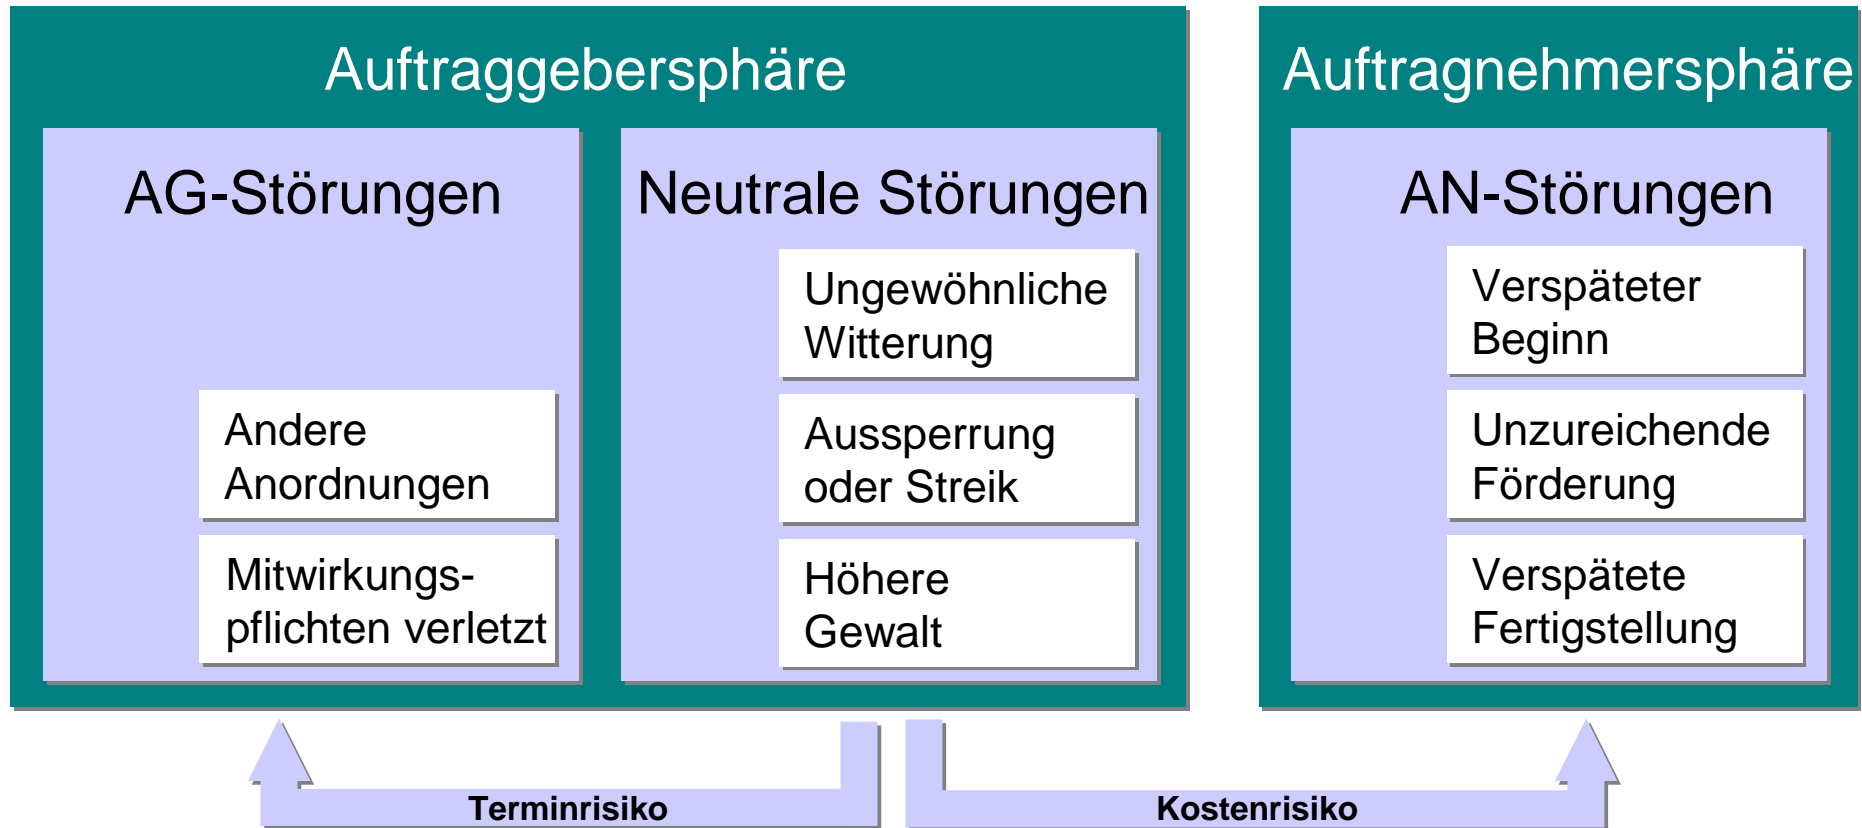 Auftraggebersphäre
AG-Störungen
Andere
Anordnungen
Mitwirkungs-
pflichten verletzt
Neutrale Störungen
Ungewöhnliche
Witterung
Aussperrung
oder Streik
Höhere
Gewalt
Auftragnehmersphäre
AN-Störungen
Verspäteter
Beginn
Unzureichende
Förderung
Verspätete
Fertigstellung
Terminrisiko
Kostenrisiko